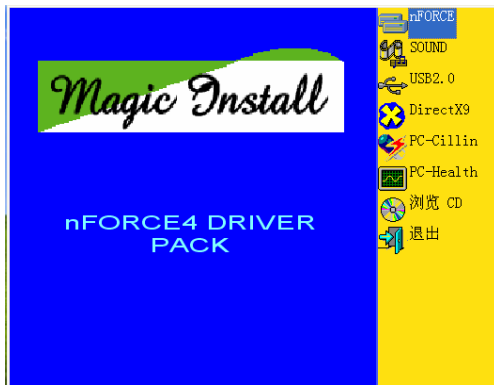 Magic Install
nFORCE4 DRIVER
PACK
nFORCE
SOUND
USB2.0
DirectX9
PC-Cillin
PC-Health
浏览 CD
退出